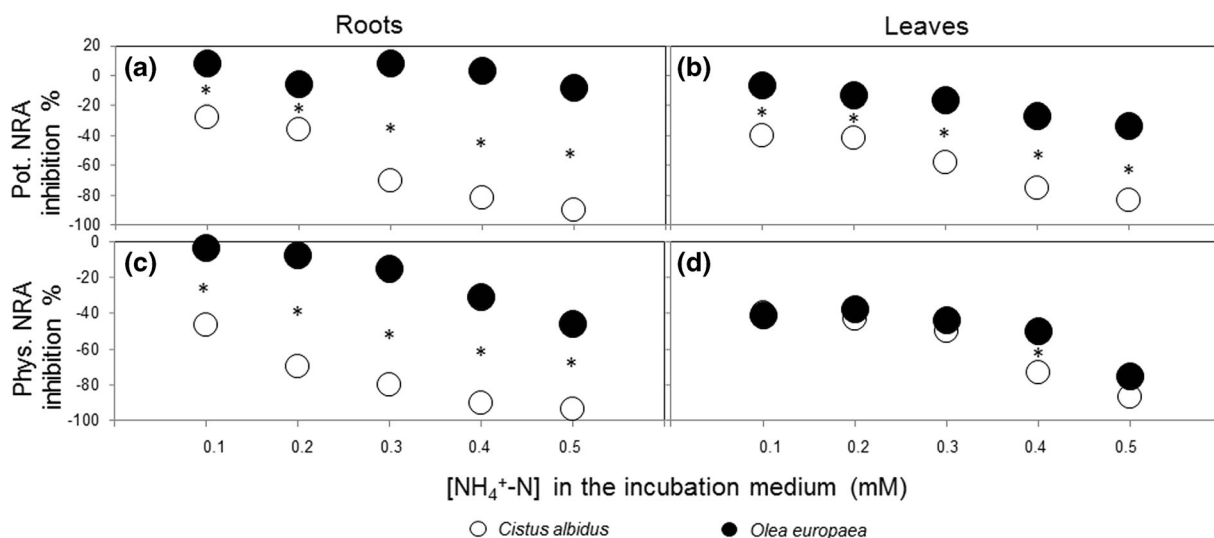 Roots
Leaves
Pot. NRA
inhibition %
20
0
-20
-40
-60
-80
-100
(a)
*
*
*
*
*
(b)
*
*
*
*
*
Phys. NRA
inhibition %
0
-20
-40
-60
-80
-100
(c)
*
*
*
*
*
(d)
*
0.1 0.2 0.3 0.4 0.5 0.1 0.2 0.3 0.4 0.5
[NH₄⁺-N] in the incubation medium (mM)
Cistus albidus Olea europaea